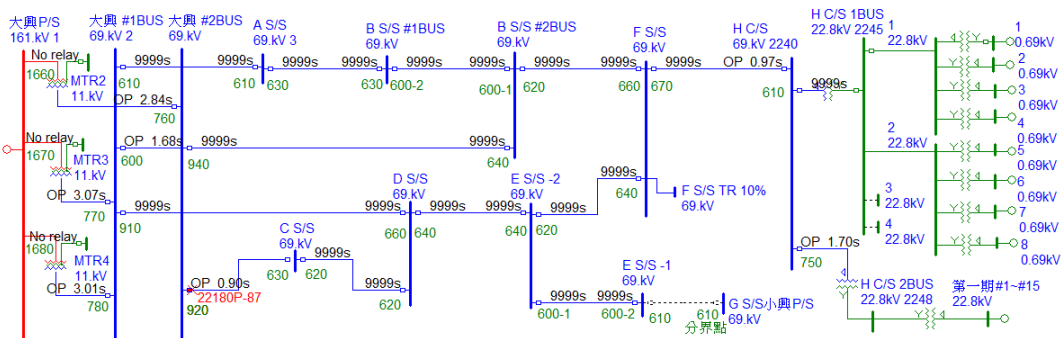 大興 P/S
161.kV 1
大興 #1BUS
69.kV 2
大興 #2BUS
69.kV
A S/S
69.kV 3
B S/S #1BUS
69.kV
B S/S #2BUS
69.kV
F S/S
69.kV
H C/S
69.kV 2240
H C/S 1BUS
22.8kV 2245
No relay
1660
MTR2
11.kV
610
9999s
9999s
610
630
9999s
9999s
630
600-2
9999s
9999s
600-1
620
9999s
9999s
660
670
9999s
OP 0.97s
610
9999s
OP 2.84s
760
No relay
1670
MTR3
11.kV
OP 1.68s
600
940
9999s
9999s
640
OP 3.07s
770
910
9999s
D S/S
69.kV
9999s
660
640
9999s
E S/S -2
69.kV
9999s
640
620
9999s
9999s
640
F S/S TR 10%
69.kV
No relay
1680
MTR4
11.kV
OP 3.01s
780
OP 0.90s
22180P-87
920
C S/S
69.kV
630
620
9999s
9999s
620
9999s
600-1
E S/S -1
69.kV
9999s
600-2
610
610
分界點
G S/S小興P/S
69.kV
OP 1.70s
750
H C/S 2BUS
22.8kV 2248
第一期#1~#15
22.8kV
1
22.8kV
2
22.8kV
3
22.8kV
4
22.8kV
1
0.69kV
2
0.69kV
3
0.69kV
4
0.69kV
5
0.69kV
6
0.69kV
7
0.69kV
8
0.69kV